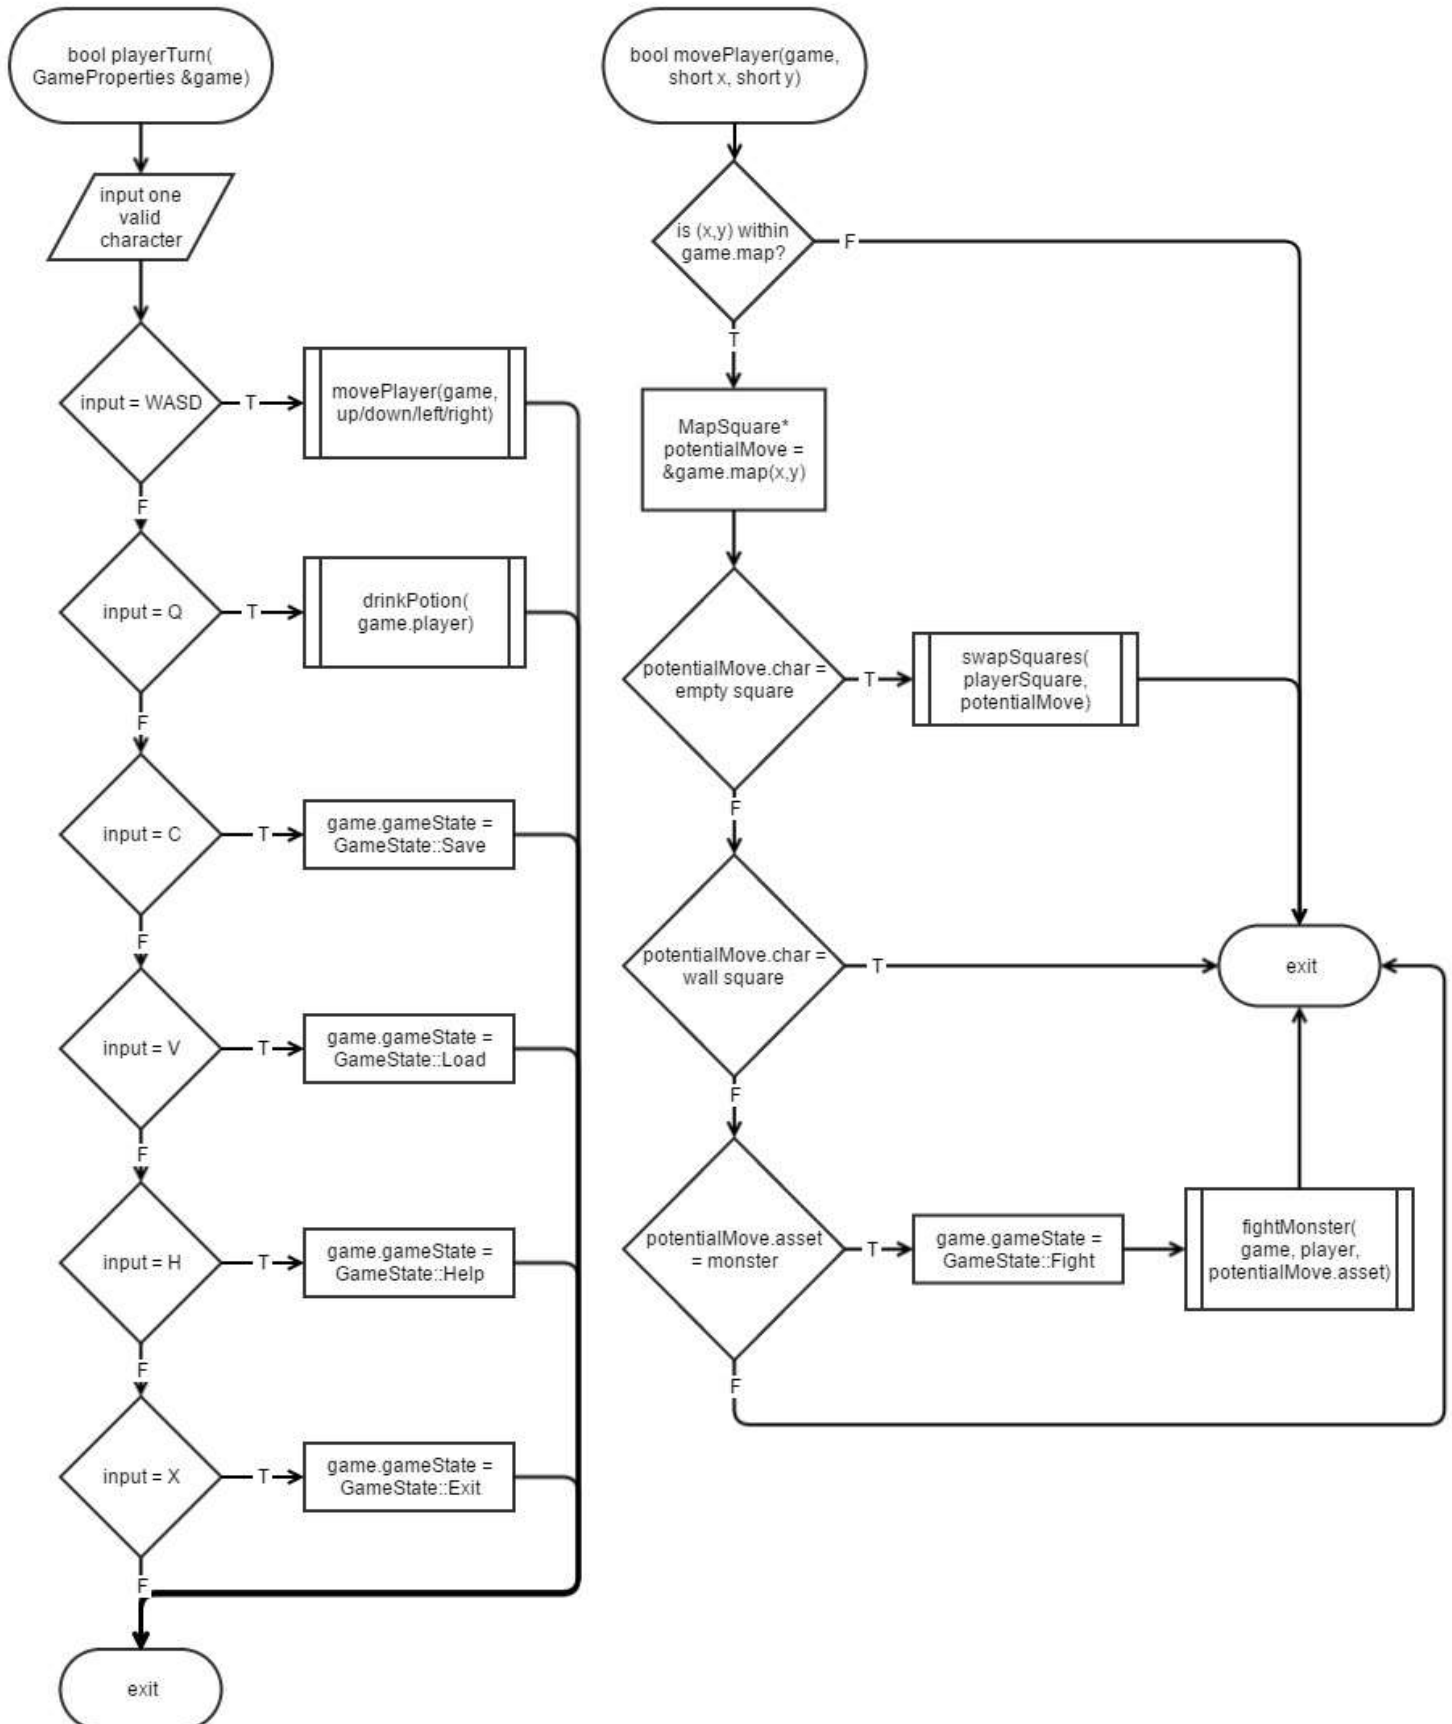 bool playerTurn(
GameProperties &game)
input one
valid
character
input = WASD
T
movePlayer(game,
up/down/left/right)
F
input = Q
T
drinkPotion(
game.player)
F
input = C
T
game.gameState =
GameState::Save
F
input = V
T
game.gameState =
GameState::Load
F
input = H
T
game.gameState =
GameState::Help
F
input = X
T
game.gameState =
GameState::Exit
F
exit
bool movePlayer(game,
short x, short y)
is (x,y) within
game.map?
F
T
MapSquare*
potentialMove =
&game.map(x,y)
potentialMove.char =
empty square
T
swapSquares(
playerSquare,
potentialMove)
F
potentialMove.char =
wall square
T
exit
F
potentialMove.asset
= monster
T
game.gameState =
GameState::Fight
fightMonster(
game, player,
potentialMove.asset)
F